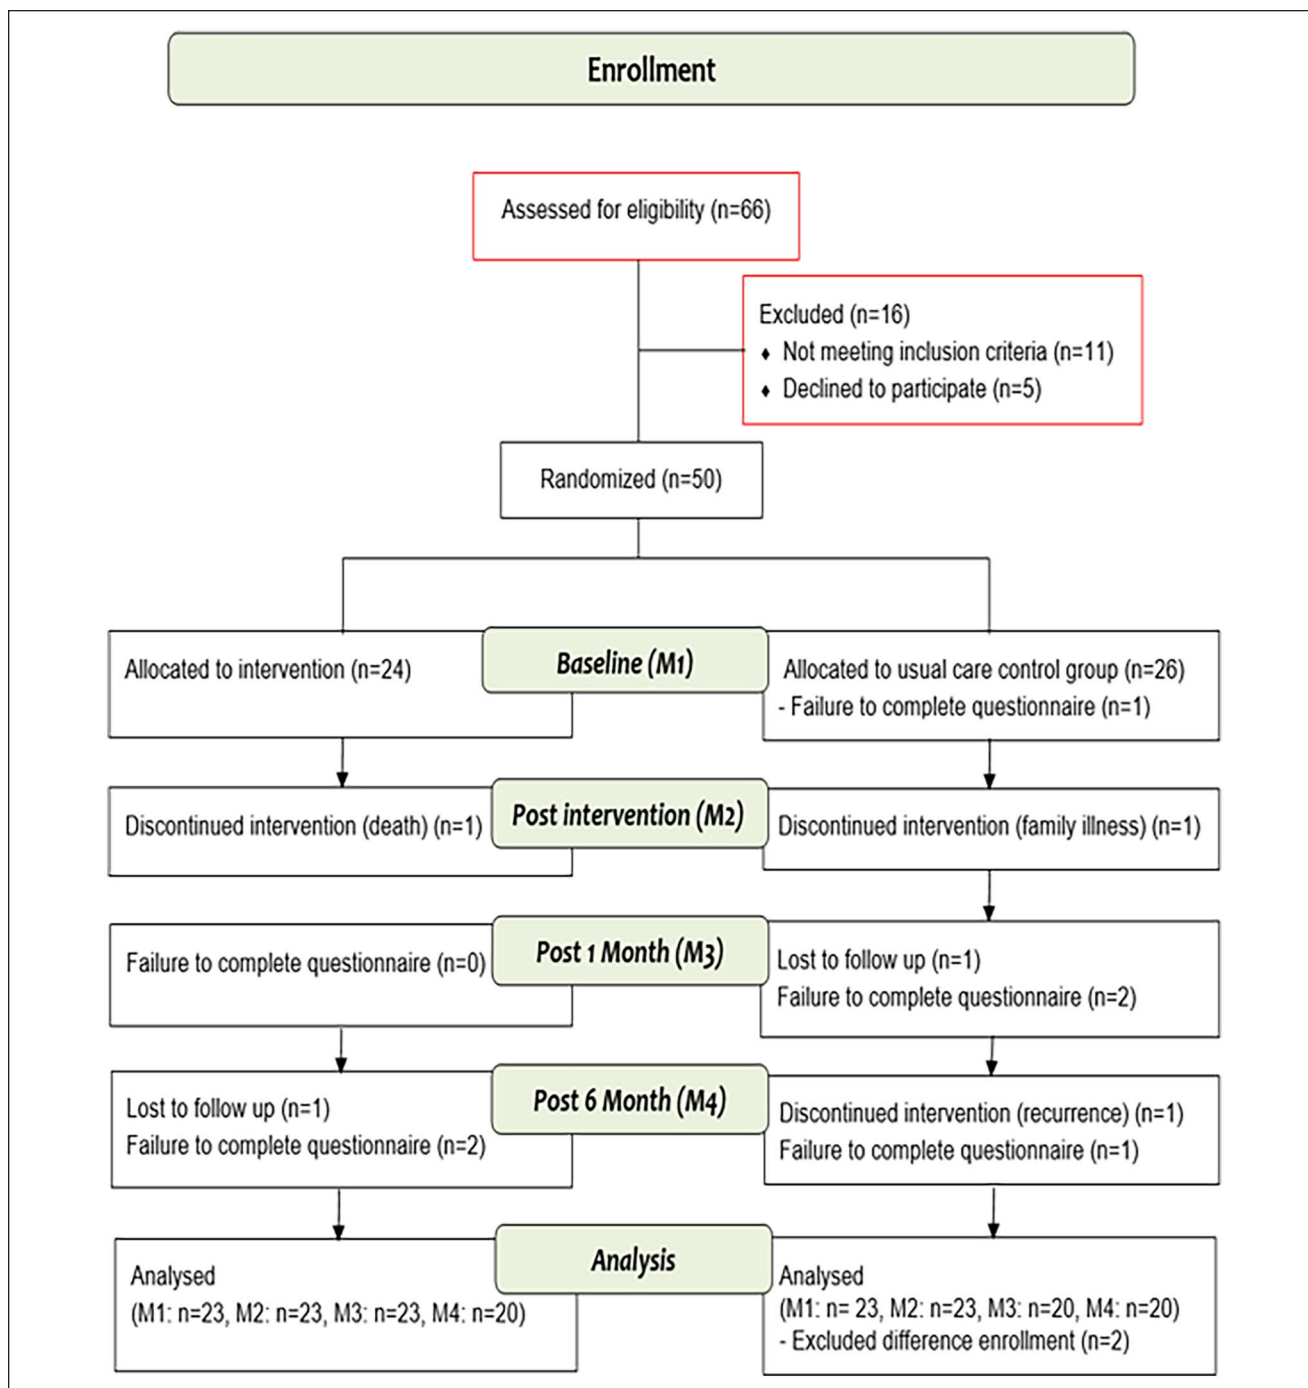 Enrollment
Assessed for eligibility (n=66)
Excluded (n=16)
♦ Not meeting inclusion criteria (n=11)
♦ Declined to participate (n=5)
Randomized (n=50)
Baseline (M1)
Allocated to intervention (n=24)
Allocated to usual care control group (n=26)
- Failure to complete questionnaire (n=1)
Post intervention (M2)
Discontinued intervention (death) (n=1)
Discontinued intervention (family illness) (n=1)
Post 1 Month (M3)
Failure to complete questionnaire (n=0)
Lost to follow up (n=1)
Failure to complete questionnaire (n=2)
Post 6 Month (M4)
Lost to follow up (n=1)
Failure to complete questionnaire (n=2)
Discontinued intervention (recurrence) (n=1)
Failure to complete questionnaire (n=1)
Analysis
Analysed
(M1: n=23, M2: n=23, M3: n=23, M4: n=20)
Analysed
(M1: n= 23, M2: n=23, M3: n=20, M4: n=20)
- Excluded difference enrollment (n=2)